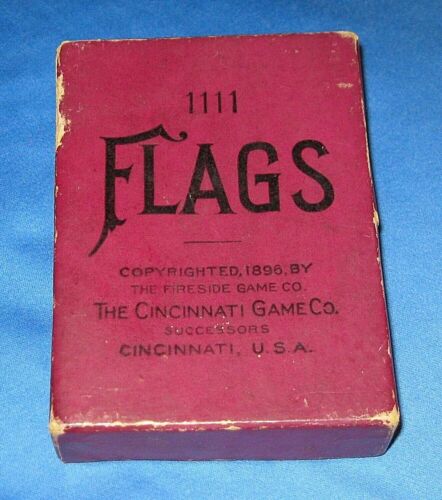 1111
FLAGS
COPYRIGHTED, 1896, BY
THE FIRESIDE GAME CO.
THE CINCINNATI GAME CO.
SUCCESSORS
CINCINNATI, U.S.A.